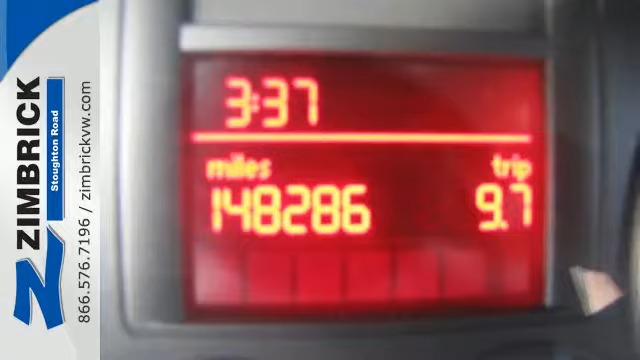 ZIMBRICK
Stoughton Road
866.576.7196 / zimbrickvw.com
3:37
miles trip
148286 9.7